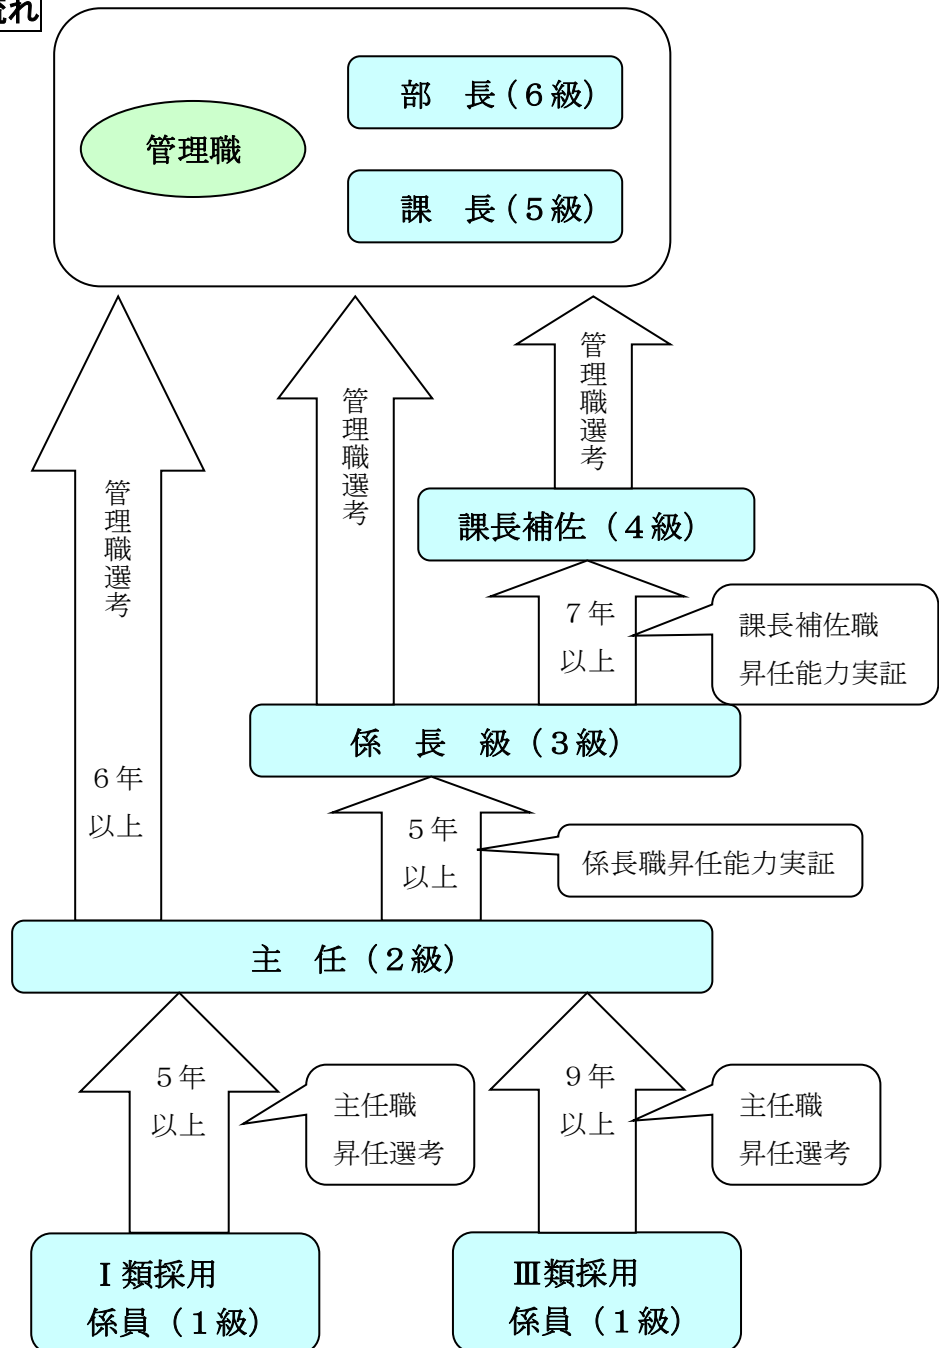 流れ
部　長（６級）
管理職
課　長（５級）
管理職選考
管理職選考
管理職選考
課長補佐（４級）
７年
以上
課長補佐職
昇任能力実証
係　長　級（３級）
６年
以上
５年
以上
係長職昇任能力実証
主　任（２級）
５年
以上
主任職
昇任選考
９年
以上
主任職
昇任選考
Ⅰ類採用
係員（１級）
Ⅲ類採用
係員（１級）